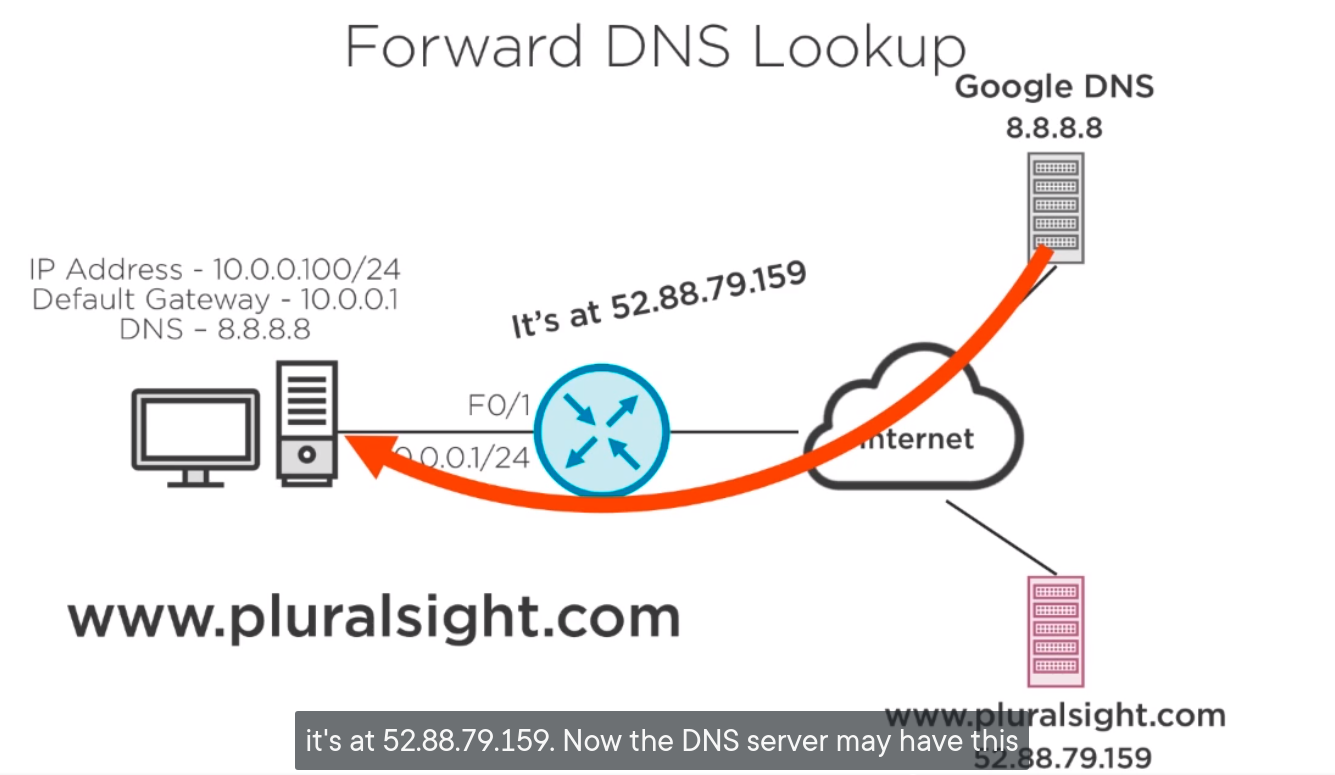 Forward DNS Lookup
Google DNS
8.8.8.8
IP Address - 10.0.0.100/24
Default Gateway - 10.0.0.1
DNS – 8.8.8.8
It’s at 52.88.79.159
F0/1
0.0.1/24
Internet
www.pluralsight.com
www.pluralsight.com
52.88.79.159
it's at 52.88.79.159. Now the DNS server may have this